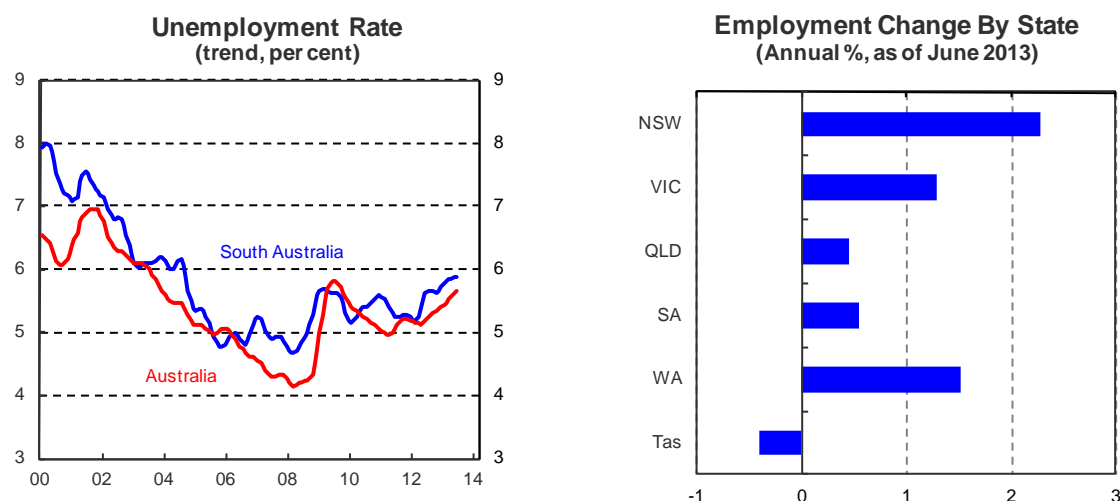 Unemployment Rate
(trend, per cent)
9 9
8 8
7 7
6 6
5 5
4 4
3 3
South Australia
Australia
00 02 04 06 08 10 12 14
Employment Change By State
(Annual %, as of June 2013)
NSW
VIC
QLD
SA
WA
Tas
-1 0 1 2 3